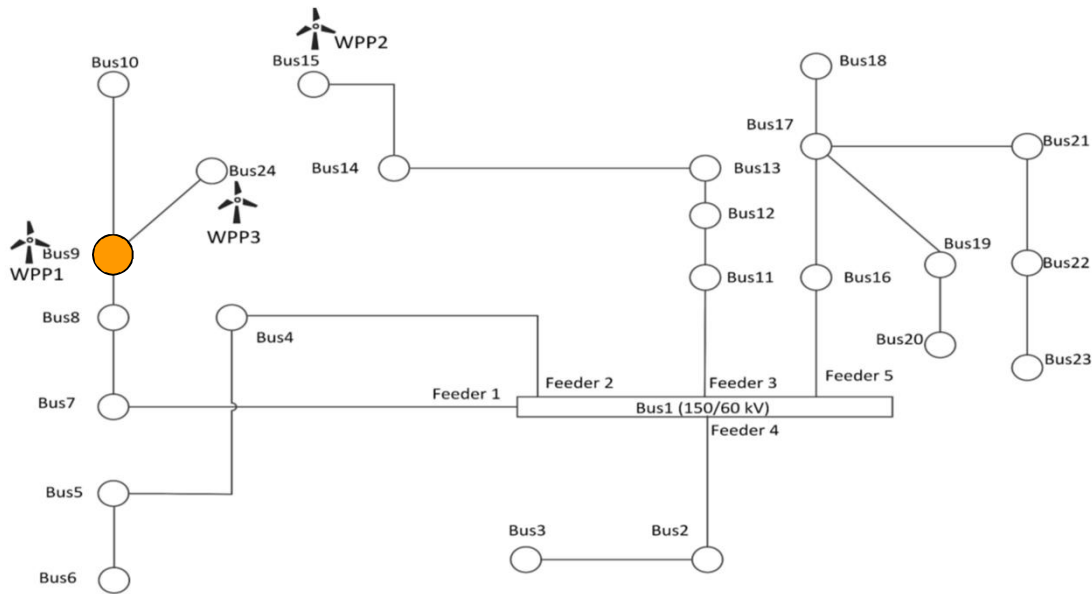 WPP2
Bus10
Bus15
Bus18
Bus17
Bus21
Bus14
Bus13
Bus24
Bus12
WPP3
Bus9
WPP1
Bus19
Bus22
Bus11
Bus16
Bus8
Bus4
Bus20
Bus23
Feeder 1
Feeder 2
Feeder 3
Feeder 5
Bus7
Bus1 (150/60 kV)
Feeder 4
Bus5
Bus3
Bus2
Bus6